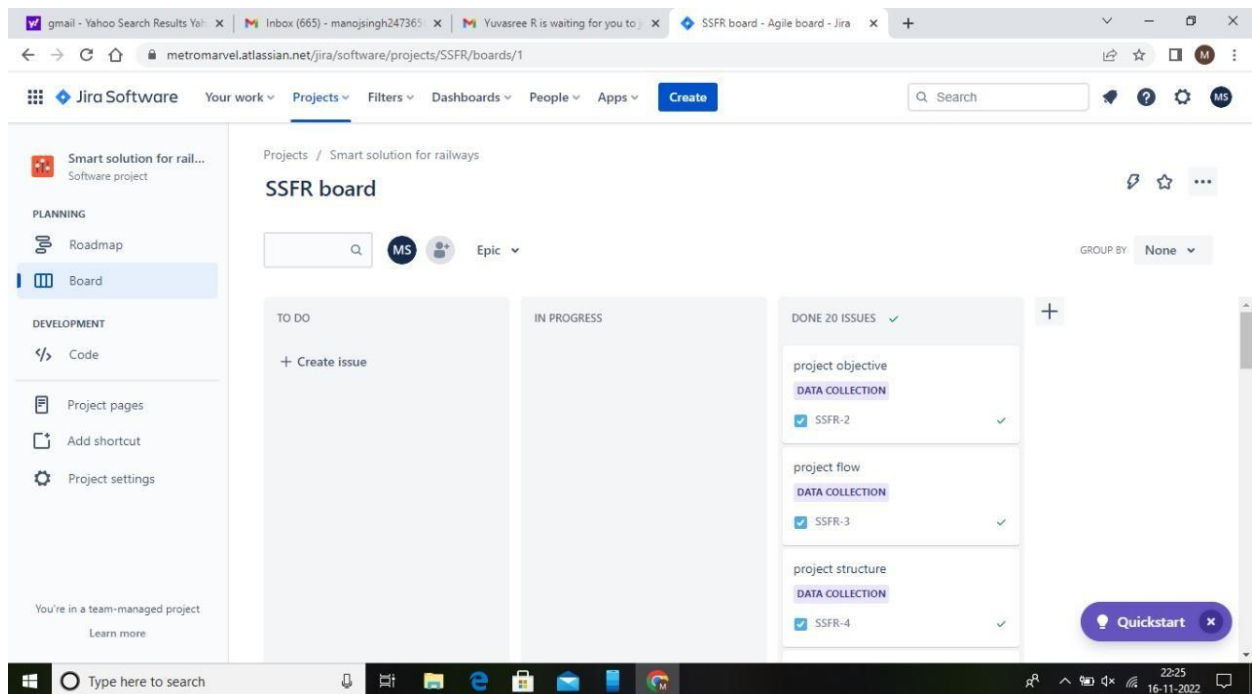 gmail - Yahoo Search Results Yah
Inbox (665) - manojsingh247365
Yuvasree R is waiting for you to j
SSFR board - Agile board - Jira
metromarvel.atlassian.net/jira/software/projects/SSFR/boards/1
M
Jira Software
Your work
Projects
Filters
Dashboards
People
Apps
Create
Search
MS
Smart solution for rail...
Software project
PLANNING
Roadmap
Board
DEVELOPMENT
Code
Project pages
Add shortcut
Project settings
You're in a team-managed project
Learn more
Projects / Smart solution for railways
SSFR board
MS
Epic
GROUP BY None
TO DO
+ Create issue
IN PROGRESS
DONE 20 ISSUES
project objective
DATA COLLECTION
SSFR-2
project flow
DATA COLLECTION
SSFR-3
project structure
DATA COLLECTION
SSFR-4
Quickstart
Type here to search
22:25
16-11-2022